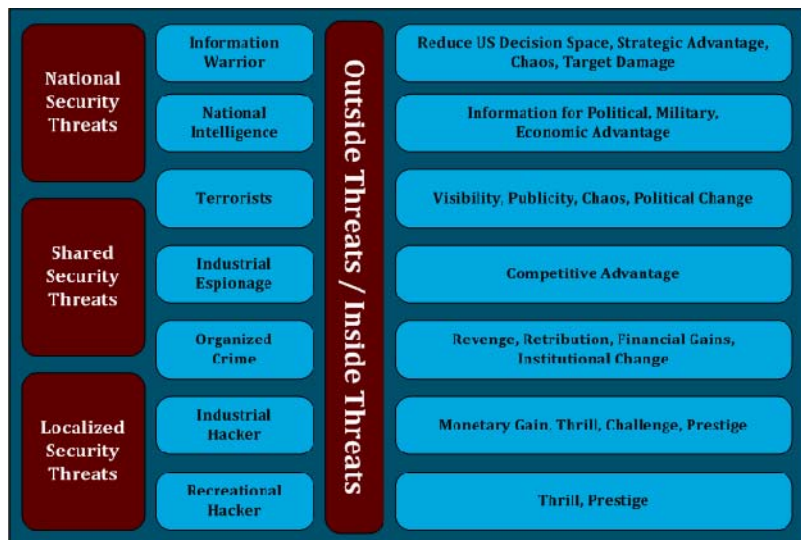 National
Security
Threats
Shared
Security
Threats
Localized
Security
Threats
Information
Warrior
National
Intelligence
Terrorists
Industrial
Espionage
Organized
Crime
Industrial
Hacker
Recreational
Hacker
Outside Threats / Inside Threats
Reduce US Decision Space, Strategic Advantage,
Chaos, Target Damage
Information for Political, Military,
Economic Advantage
Visibility, Publicity, Chaos, Political Change
Competitive Advantage
Revenge, Retribution, Financial Gains,
Institutional Change
Monetary Gain, Thrill, Challenge, Prestige
Thrill, Prestige